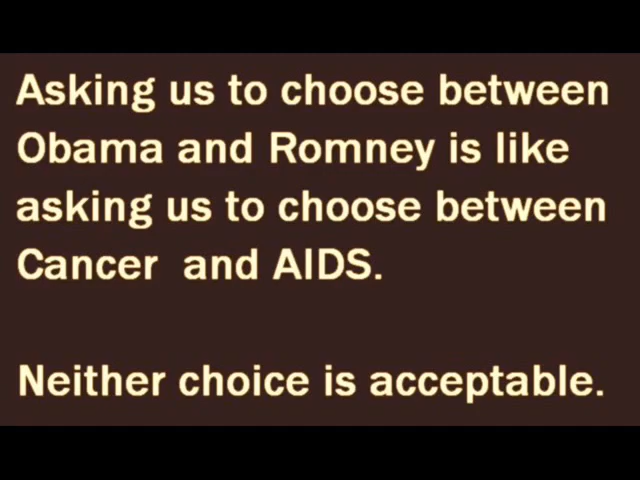 Asking us to choose between
Obama and Romney is like
asking us to choose between
Cancer and AIDS.
Neither choice is acceptable.